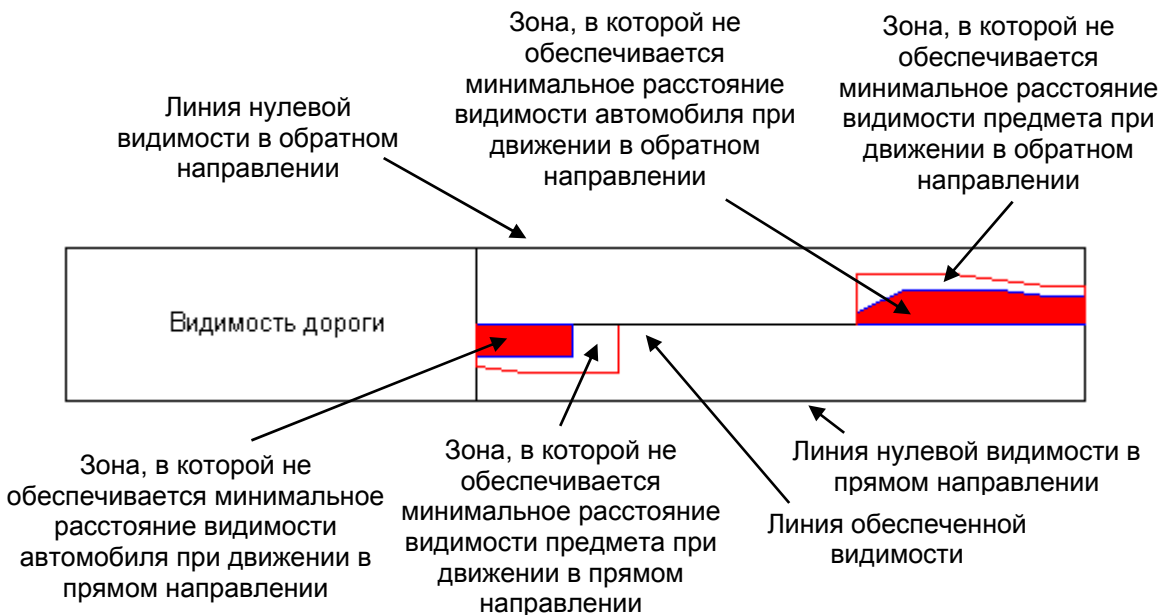 Линия нулевой
видимости в обратном
направлении
Зона, в которой не
обеспечивается
минимальное расстояние
видимости автомобиля при
движении в обратном
направлении
Зона, в которой не
обеспечивается
минимальное расстояние
видимости предмета при
движении в обратном
направлении
Видимость дороги
Зона, в которой не
обеспечивается минимальное
расстояние видимости
автомобиля при движении в
прямом направлении
Зона, в которой не
обеспечивается
минимальное расстояние
видимости предмета при
движении в прямом
направлении
Линия нулевой видимости в
прямом направлении
Линия обеспеченной
видимости